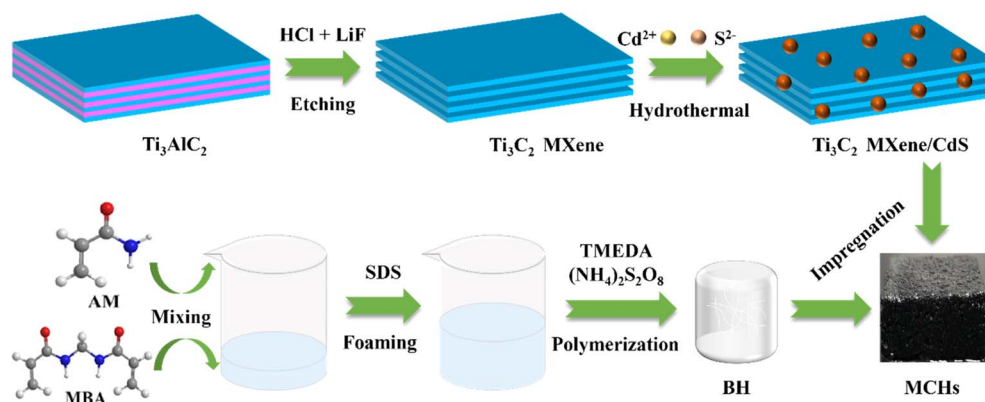 HCl + LiF
Etching
Cd²⁺ S²⁻
Hydrothermal
Ti₃AlC₂
Ti₃C₂ MXene
Ti₃C₂ MXene/CdS
AM
Mixing
MBA
SDS
Foaming
TMEDA
(NH₄)₂S₂O₈
Polymerization
BH
Impregnation
MCHs